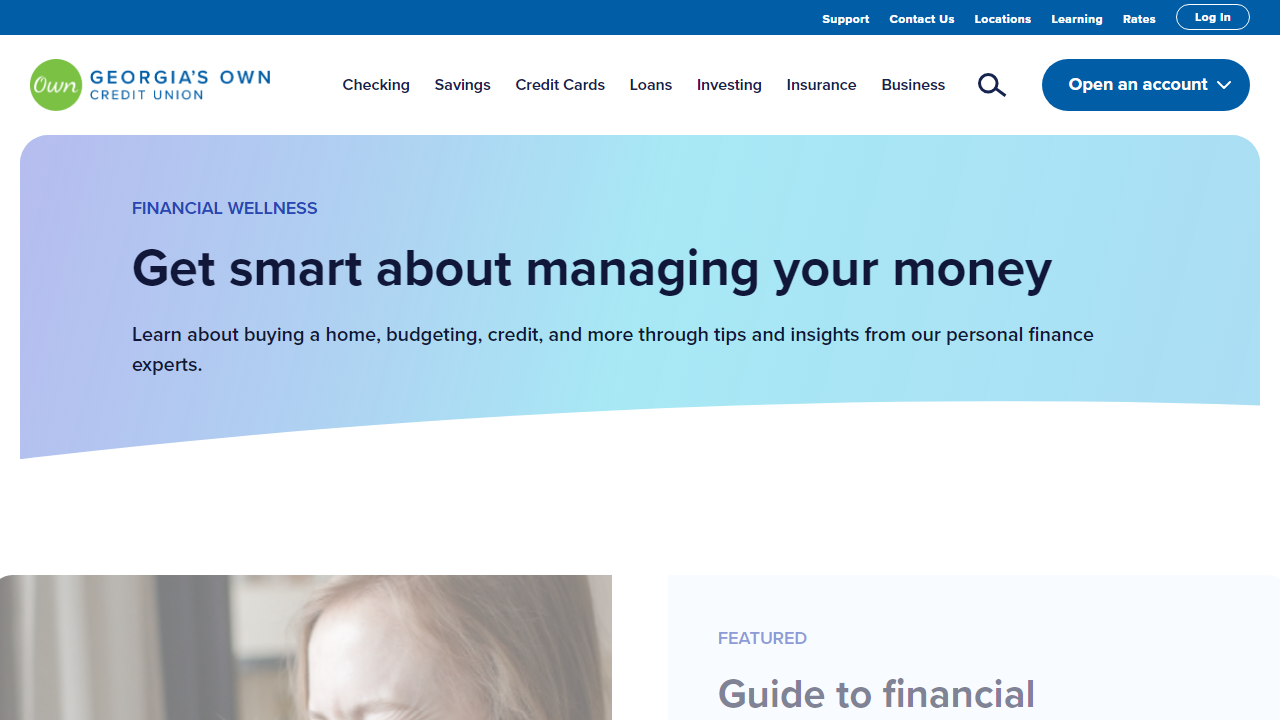 Support Contact Us Locations Learning Rates Log In
Own GEORGIA'S OWN
CREDIT UNION
Checking Savings Credit Cards Loans Investing Insurance Business Open an account
FINANCIAL WELLNESS
Get smart about managing your money
Learn about buying a home, budgeting, credit, and more through tips and insights from our personal finance
experts.
FEATURED
Guide to financial